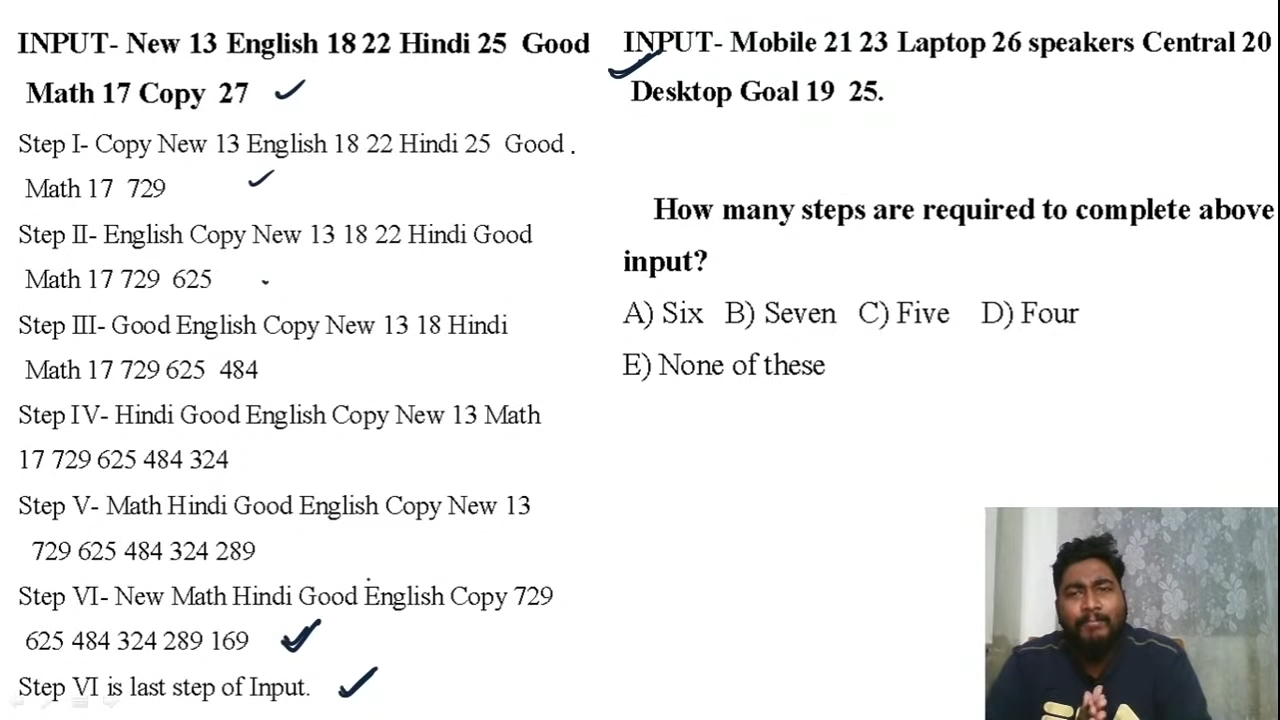 INPUT- New 13 English 18 22 Hindi 25 Good
Math 17 Copy 27
Step I- Copy New 13 English 18 22 Hindi 25 Good .
Math 17 729
Step II- English Copy New 13 18 22 Hindi Good
Math 17 729 625
Step III- Good English Copy New 13 18 Hindi
Math 17 729 625 484
Step IV- Hindi Good English Copy New 13 Math
17 729 625 484 324
Step V- Math Hindi Good English Copy New 13
729 625 484 324 289
Step VI- New Math Hindi Good English Copy 729
625 484 324 289 169
Step VI is last step of Input.
INPUT- Mobile 21 23 Laptop 26 speakers Central 20
Desktop Goal 19 25.
How many steps are required to complete above
input?
A) Six B) Seven C) Five D) Four
E) None of these